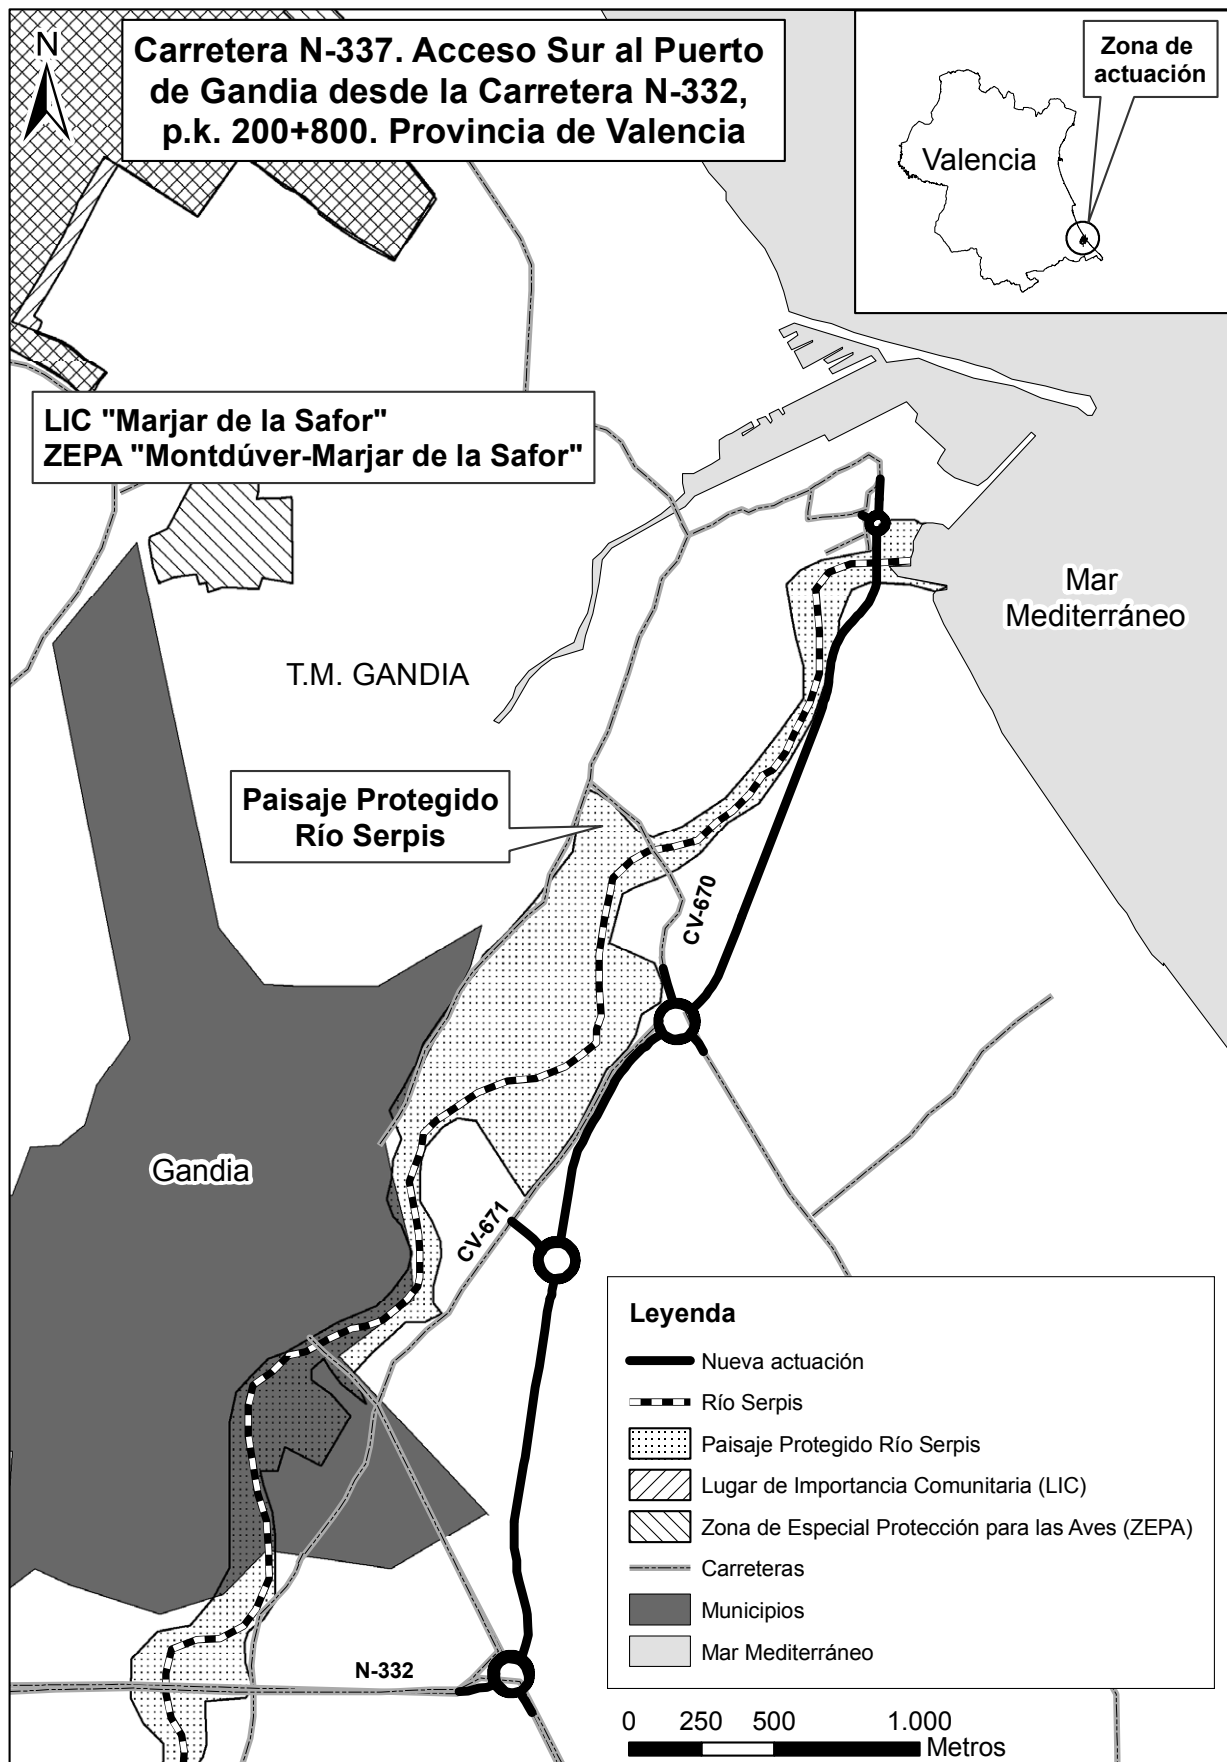 N
Carretera N-337. Acceso Sur al Puerto
de Gandia desde la Carretera N-332,
p.k. 200+800. Provincia de Valencia
Zona de
actuación
Valencia
LIC "Marjar de la Safor"
ZEPA "Montdúver-Marjar de la Safor"
Mar
Mediterráneo
T.M. GANDIA
Paisaje Protegido
Río Serpis
CV-670
Gandia
CV-671
N-332
Leyenda
Nueva actuación
Río Serpis
Paisaje Protegido Río Serpis
Lugar de Importancia Comunitaria (LIC)
Zona de Especial Protección para las Aves (ZEPA)
Carreteras
Municipios
Mar Mediterráneo
0 250 500 1.000
Metros